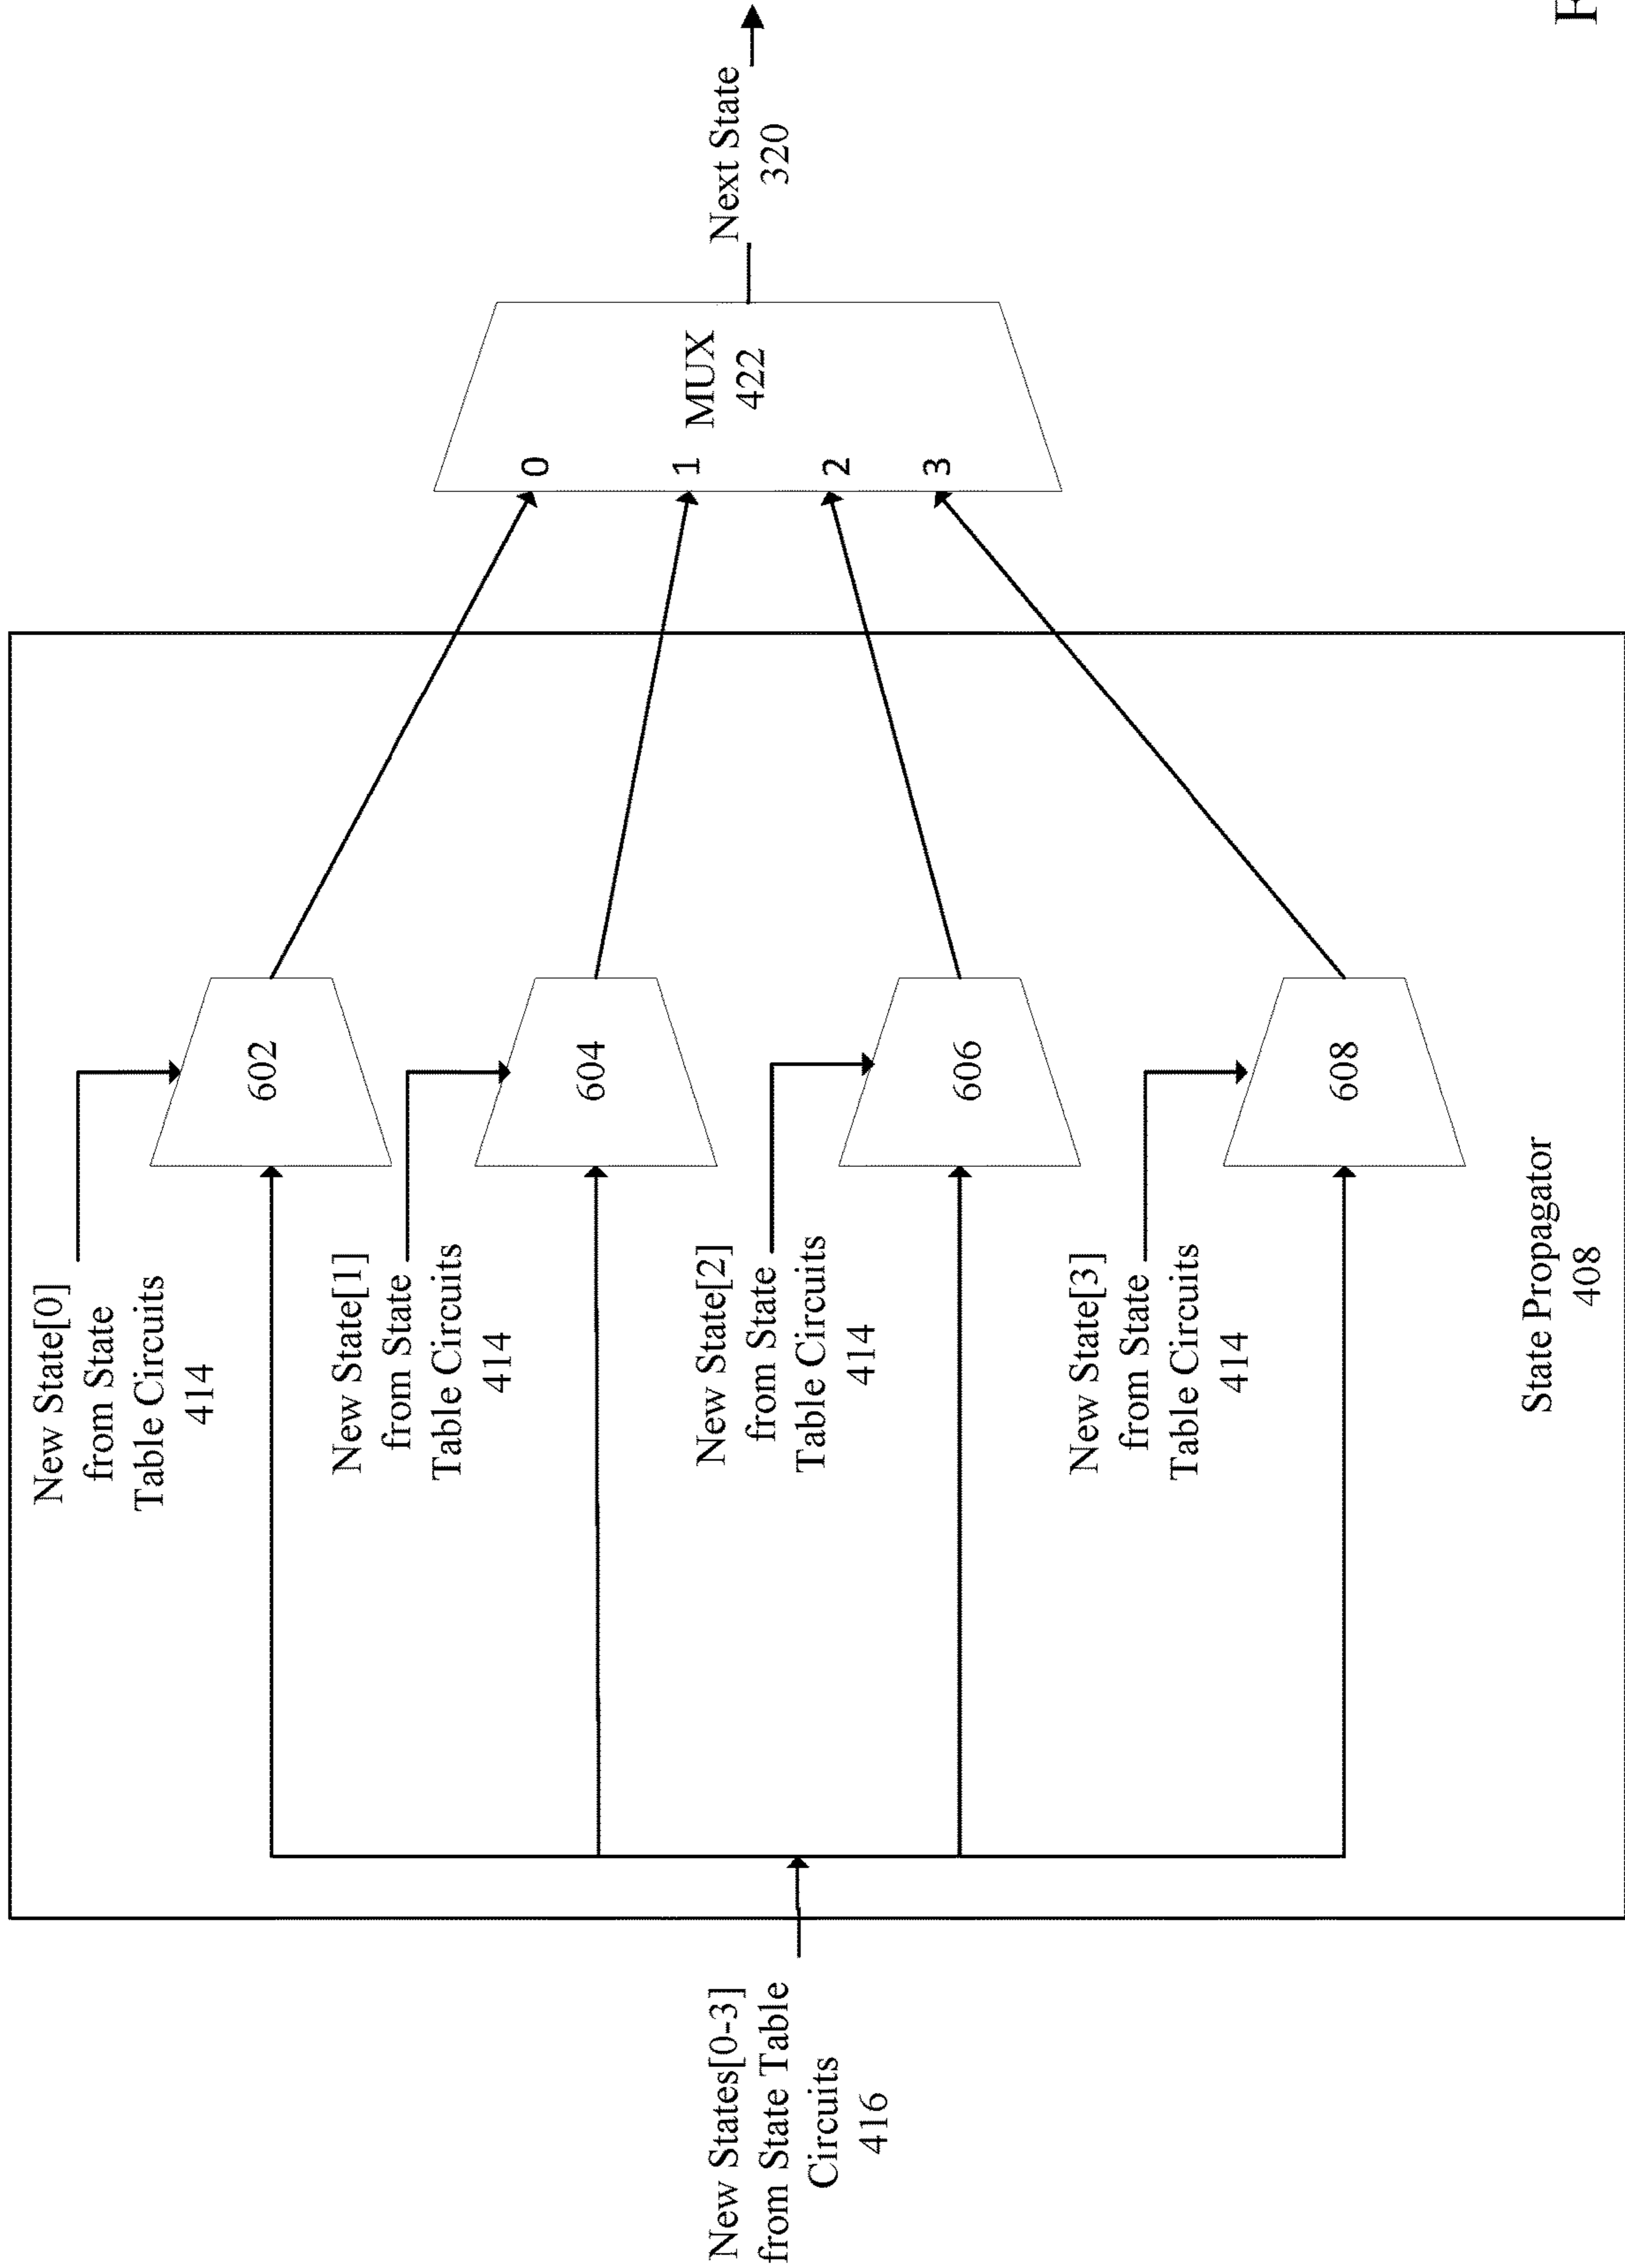 New State[0]
from State
Table Circuits
414
602
0
New State[1]
from State
Table Circuits
414
604
1
New States[0-3]
from State Table
Circuits
416
MUX
422
Next State
320
New State[2]
from State
Table Circuits
414
606
2
New State[3]
from State
Table Circuits
414
608
3
State Propagator
408
F